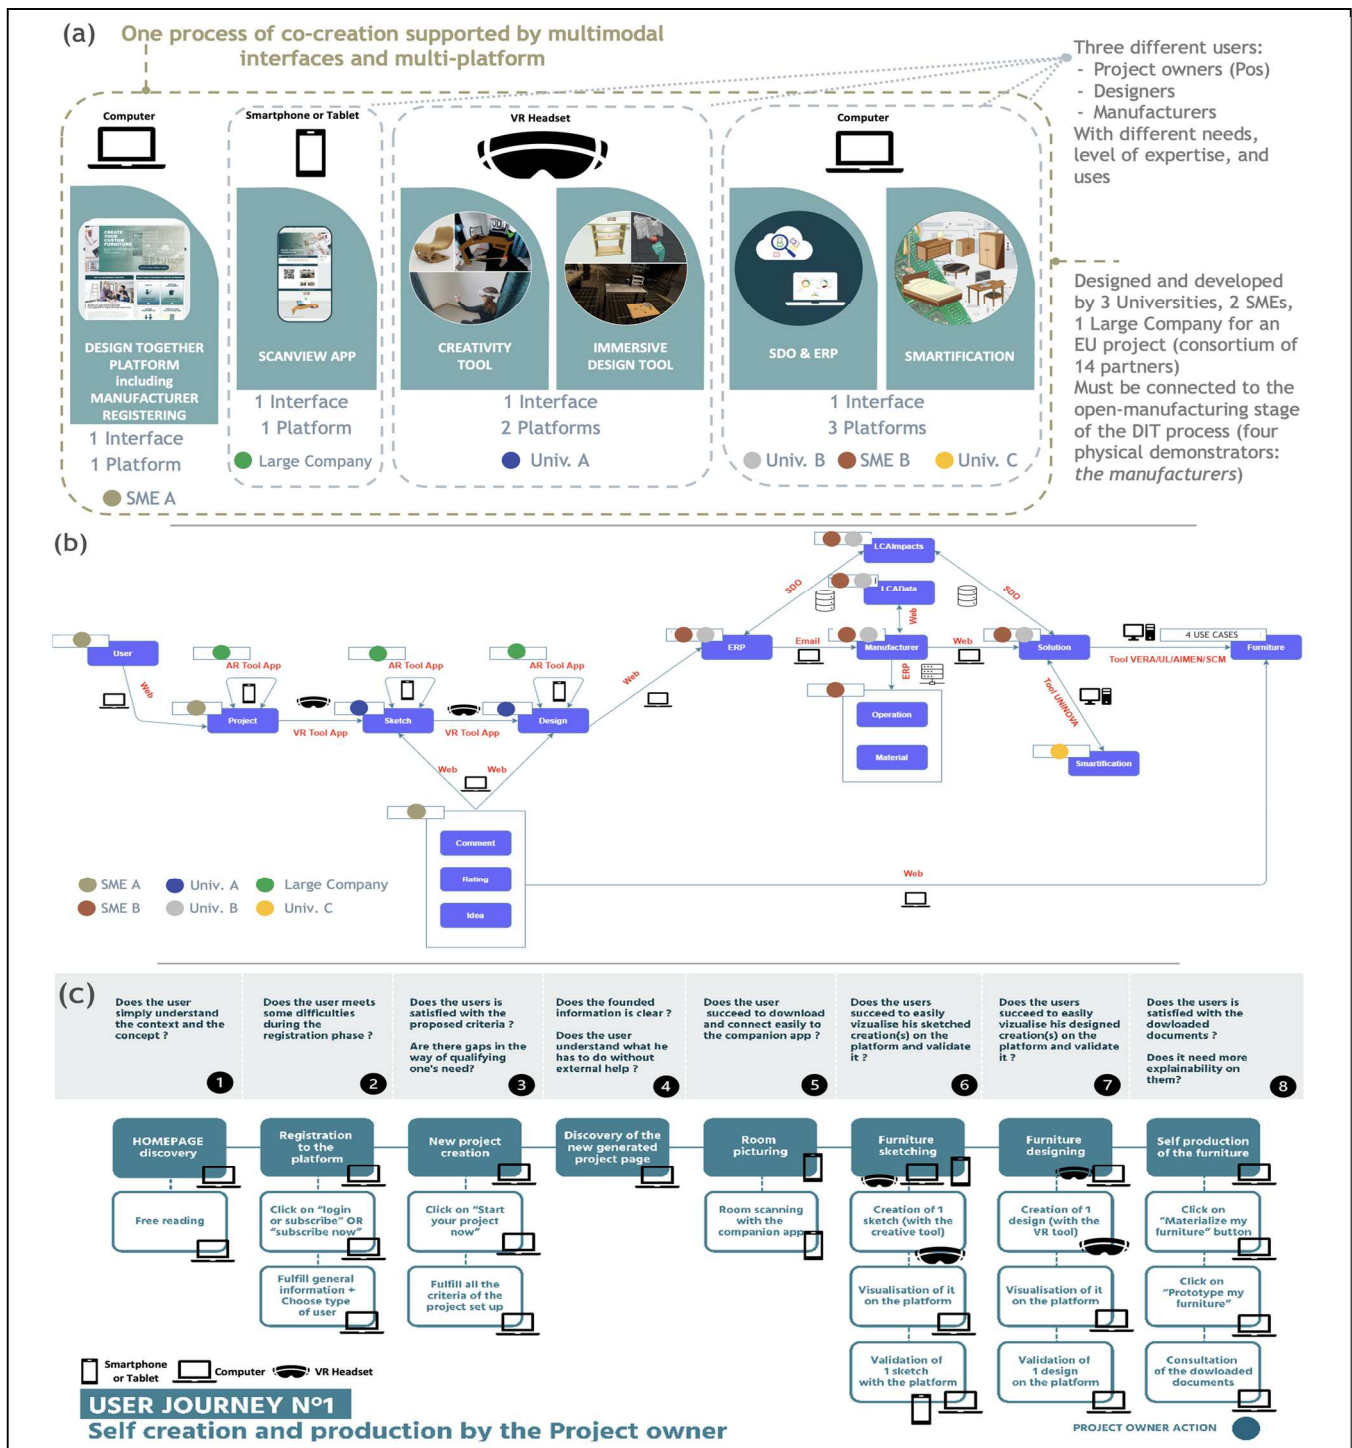 (a)
One process of co-creation supported by multimodal
interfaces and multi-platform
Three different users:
- Project owners (Pos)
- Designers
- Manufacturers
With different needs,
level of expertise, and
uses
Computer
Smartphone or Tablet
VR Headset
Computer
CREATE
YOUR
CUSTOM
FURNITURE
DESIGN TOGETHER
PLATFORM
including
MANUFACTURER
REGISTERING
SCANVIEW APP
CREATIVITY
TOOL
IMMERSIVE
DESIGN TOOL
SDO & ERP
SMARTIFICATION
1 Interface
1 Platform
SME A
1 Interface
1 Platform
Large Company
1 Interface
2 Platforms
Univ. A
1 Interface
3 Platforms
Univ. B
SME B
Univ. C
Designed and developed
by 3 Universities, 2 SMEs,
1 Large Company for an
EU project (consortium of
14 partners)
Must be connected to the
open-manufacturing stage
of the DIT process (four
physical demonstrators:
the manufacturers)
(b)
LCAImpacts
SDO
SDO
LCAData
Web
User
Web
AR Tool App
AR Tool App
AR Tool App
Project
VR Tool App
Sketch
VR Tool App
Design
Web
ERP
Email
Manufacturer
Web
Solution
4 USE CASES
Tool VERA/UL/AIMEN/SCM
Furniture
ERP
Operation
Material
Tool UNINOVA
Smartification
Web
Web
Comment
Rating
Idea
Web
SME A
Univ. A
Large Company
SME B
Univ. B
Univ. C
(c)
Does the user
simply understand
the context and the
concept ?
1
Does the user meets
some difficulties
during the
registration phase ?
2
Does the users is
satisfied with the
proposed criteria ?
Are there gaps in the
way of qualifying
one's need?
3
Does the founded
information is clear ?
Does the user
understand what he
has to do without
external help ?
4
Does the user
succeed to download
and connect easily to
the companion app ?
5
Does the users
succeed to easily
vizualise his sketched
creation(s) on the
platform and validate
it ?
6
Does the users
succeed to easily
vizualise his designed
creation(s) on the
platform and validate
it ?
7
Does the users is
satisfied with the
dowloaded
documents ?
Does it need more
explainability on
them?
8
HOMEPAGE
discovery
Registration
to the
platform
New project
creation
Discovery of the
new generated
project page
Room
picturing
Furniture
sketching
Furniture
designing
Self production
of the furniture
Free reading
Click on "login
or subscribe" OR
"subscribe now"
Click on "Start
your project
now"
Room scanning
with the
companion app
Creation of 1
sketch (with the
creative tool)
Creation of 1
design (with the
VR tool)
Click on
"Materialize my
furniture" button
Fulfill general
information +
Choose type
of user
Fulfill all the
criteria of the
project set up
Visualisation of it
on the platform
Visualisation of it
on the platform
Click on
"Prototype my
furniture"
Validation of
1 sketch
with the platform
Validation of
1 design
on the platform
Consultation
of the dowloaded
documents
Smartphone
or Tablet
Computer
VR Headset
USER JOURNEY N°1
Self creation and production by the Project owner
PROJECT OWNER ACTION